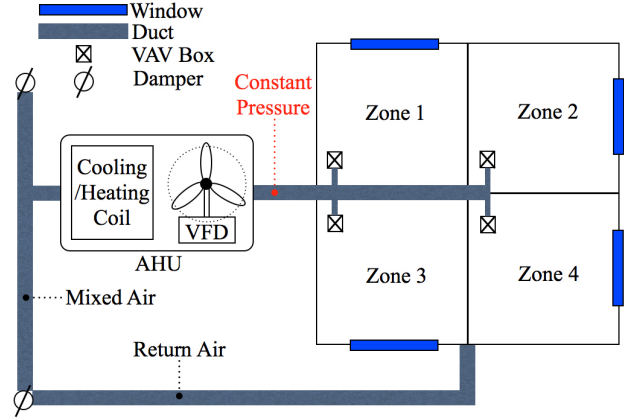 Window
Duct
VAV Box
Damper
Constant
Pressure
Zone 1
Zone 2
Cooling
/Heating
Coil
VFD
AHU
Zone 3
Zone 4
Mixed Air
Return Air